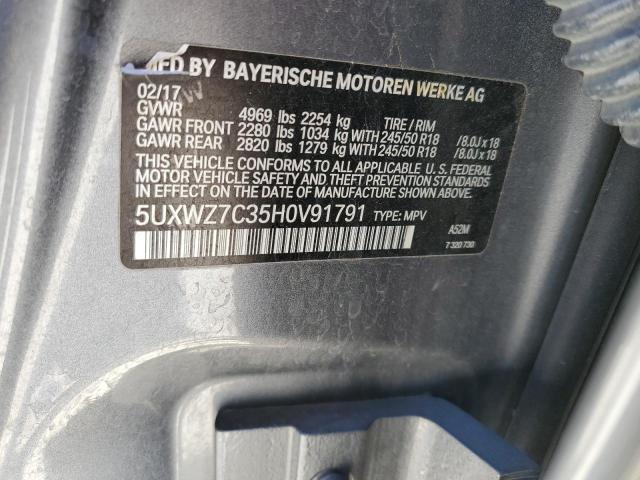 MFD BY BAYERISCHE MOTOREN WERKE AG
02/17
GVWR 4969 lbs 2254 kg TIRE / RIM
GAWR FRONT 2280 lbs 1034 kg WITH 245/50 R18 /8.0J x 18
GAWR REAR 2820 lbs 1279 kg WITH 245/50 R18 /8.0J x 18
THIS VEHICLE CONFORMS TO ALL APPLICABLE U. S. FEDERAL
MOTOR VEHICLE SAFETY, BUMPER, AND THEFT PREVENTION
STANDARDS IN EFFECT ON THE DATE OF MANUFACTURE SHOWN ABOVE.
5UXWZ7C35H0V91791 TYPE: MPV
A52M
7 320 730